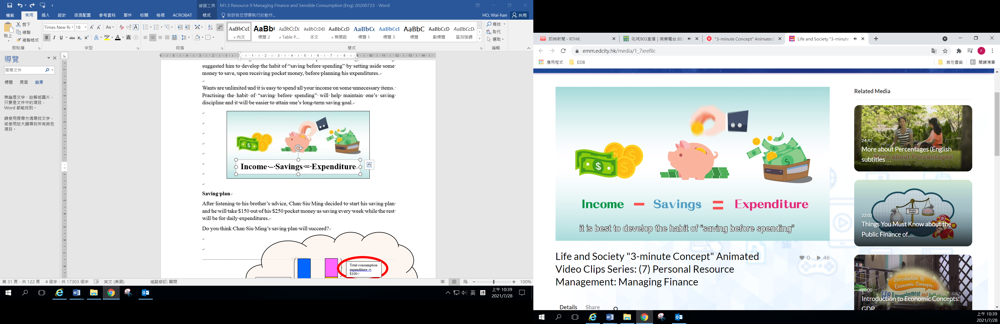 繪圖工具
M1.3 Resource 9 Managing Finance and Sensible Consumption (Eng) 20200723 - Word
檔案 常用 插入 設計 版面配置 參考資料 郵件 校閱 檢視 ACROBAT 格式 告訴我您想要執行的動作...
HO, Wai-han 共用
貼上 剪下
複製
複製格式
Times New R 18
AaBbCcI AaBb( AaBbCcDc AaBbCcDdI AaBbCcD AaBbCc AaBbCcI AaBbC AaBbCcD AaBbCcD
內文 標題 2 Table P... 本文 無間距 標題 1 標題 3 標題 副標題 區別強調
尋找
取代
選取
剪貼簿 字型 段落 樣式 編輯
導覽
搜尋文件
標題 頁面 結果
無論是文字、註解或圖片，
只要是文件中的項目，
Word 都能找到。
請使用搜尋方塊尋找文字，
或使用放大鏡尋找所有其他
項目。
suggested him to develop the habit of “saving before spending” by setting aside some
money to save, upon receiving pocket money, before planning his expenditures.
Wants are unlimited and it is easy to spend all your income on some unnecessary items.
Practising the habit of “saving before spending” will help maintain one’s saving
discipline and it will be easier to attain one’s long-term saving goal.
Income – Savings = Expenditure
Saving plan
After listening to his brother’s advice, Chan Siu Ming decided to start his saving plan
and he will take $150 out of his $250 pocket money as saving every week while the rest
will be for daily expenditures.
Do you think Chan Siu Ming’s saving plan will succeed?
Total consumption
expenditure =
$100
第 31 頁，共 122 頁 4 個字，共 17303 個字 英文 (美國) 追蹤修訂: 關閉 100%
英 上午 10:39
2021/7/28
即時新聞 - RTHK
叱咤903直播 | 商業電台 881
"3-minute Concept" Animated
Life and Society "3-minute
emm.edcity.hk/media/1_7xrefilc
應用程式 EDB 其他書籤 閱讀清單
Income – Savings = Expenditure
it is best to develop the habit of “saving before spending”
Life and Society "3-minute Concept" Animated
Video Clips Series: (7) Personal Resource
Management: Managing Finance
0 46
Details Share
Related Media
24:42
More about Percentages (English
subtitles…
More about Percentages
22:02
Things You Must Know about the
Public Finance of…
Introduction to
Economic Concepts:
GDP, Unemployment and Inflation
20:00
Introduction to Economic Concepts:
GDP
上午 10:39
2021/7/28